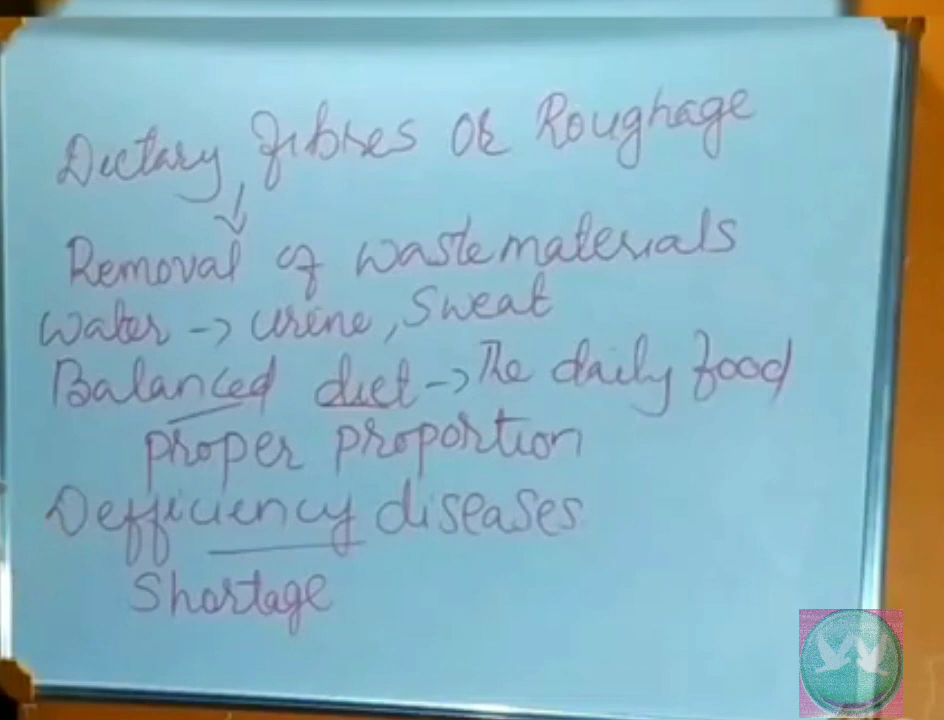 Dietary fibres or Roughage
Removal of waste materials
Water -> Urine, Sweat
Balanced diet -> The daily food
proper proportion
Defficiency diseases
Shortage